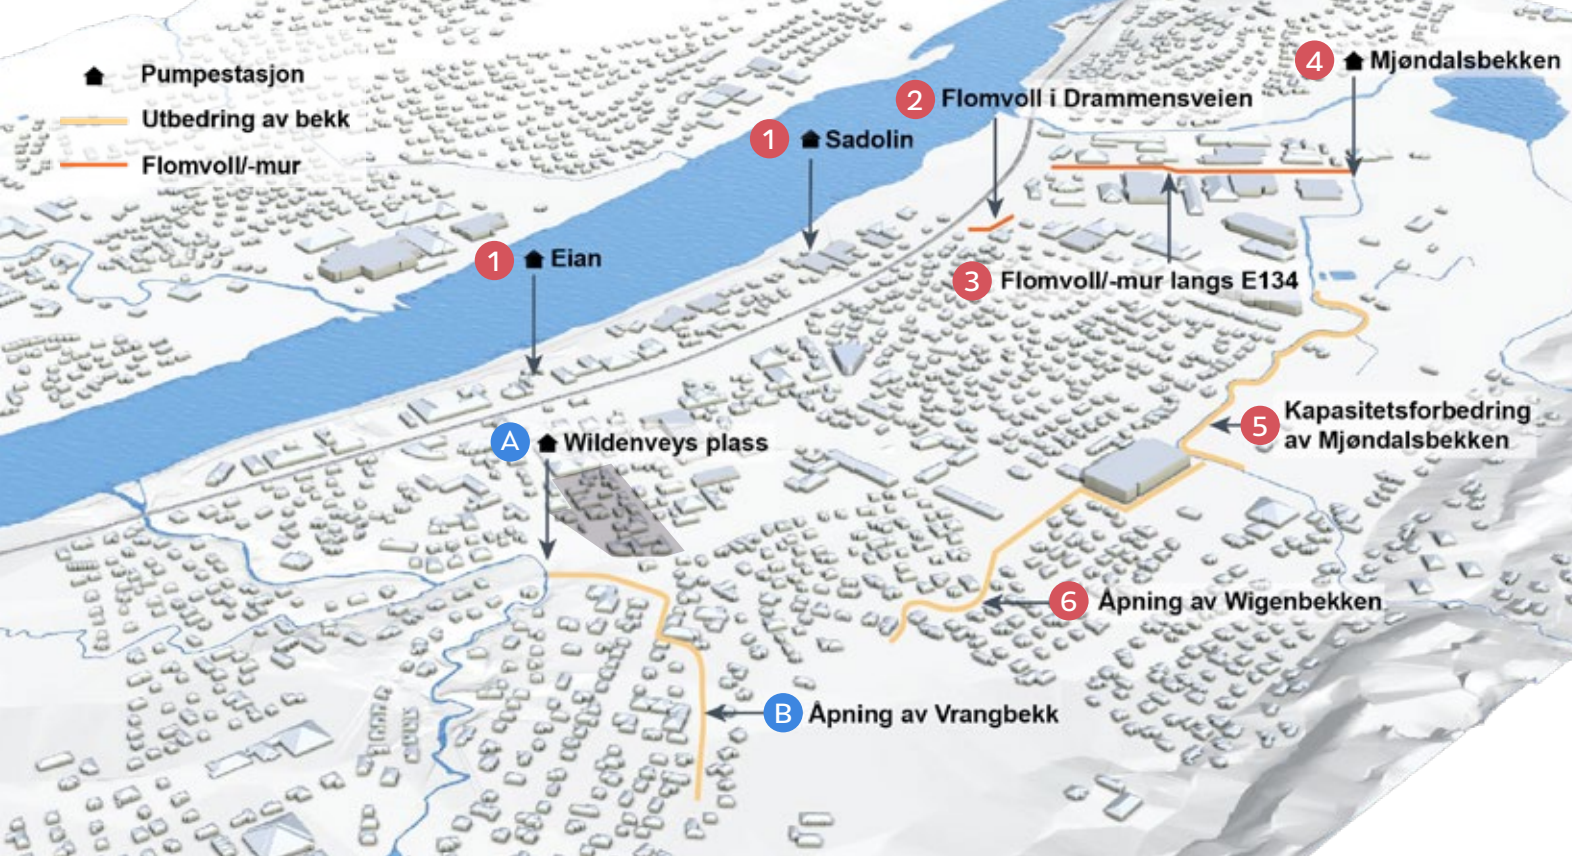 Pumpestasjon
Utbedring av bekk
Flomvoll/-mur
4 Mjøndalsbekken
2 Flomvoll i Drammensveien
1 Sadolin
1 Eian
3 Flomvoll/-mur langs E134
5 Kapasitetsforbedring
av Mjøndalsbekken
A Wildenveys plass
6 Åpning av Wigenbekken
B Åpning av Vrangbekk